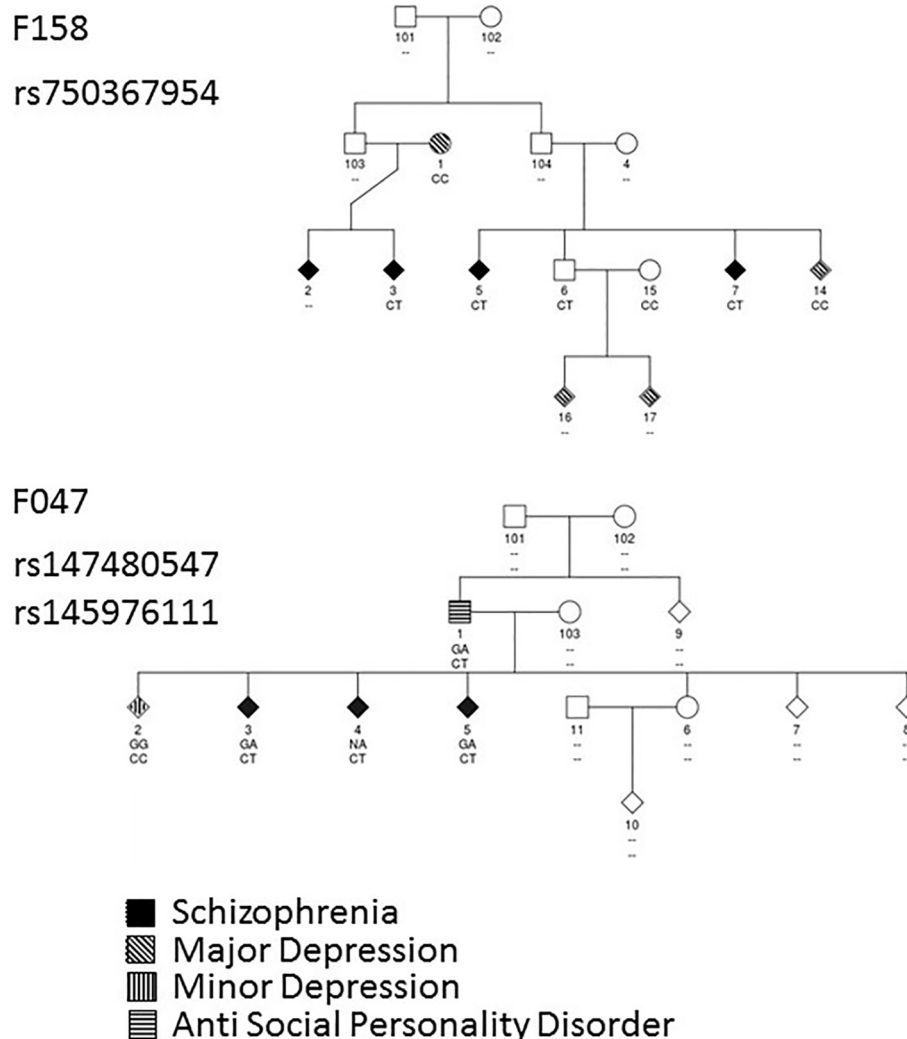 F158
101 102
-- --
rs750367954
103 1 104 4
-- CC -- --
2 3 5 6 15 7 14
-- CT CT CT CC CT CC
16 17
-- --
F047
101 102
-- --
-- --
rs147480547
rs145976111
1 103 9
GA -- --
CT -- --
2 3 4 5 11 6 7 8
GG GA NA GA -- -- -- --
CC CT CT CT -- -- -- --
10
--
--
Schizophrenia
Major Depression
Minor Depression
Anti Social Personality Disorder